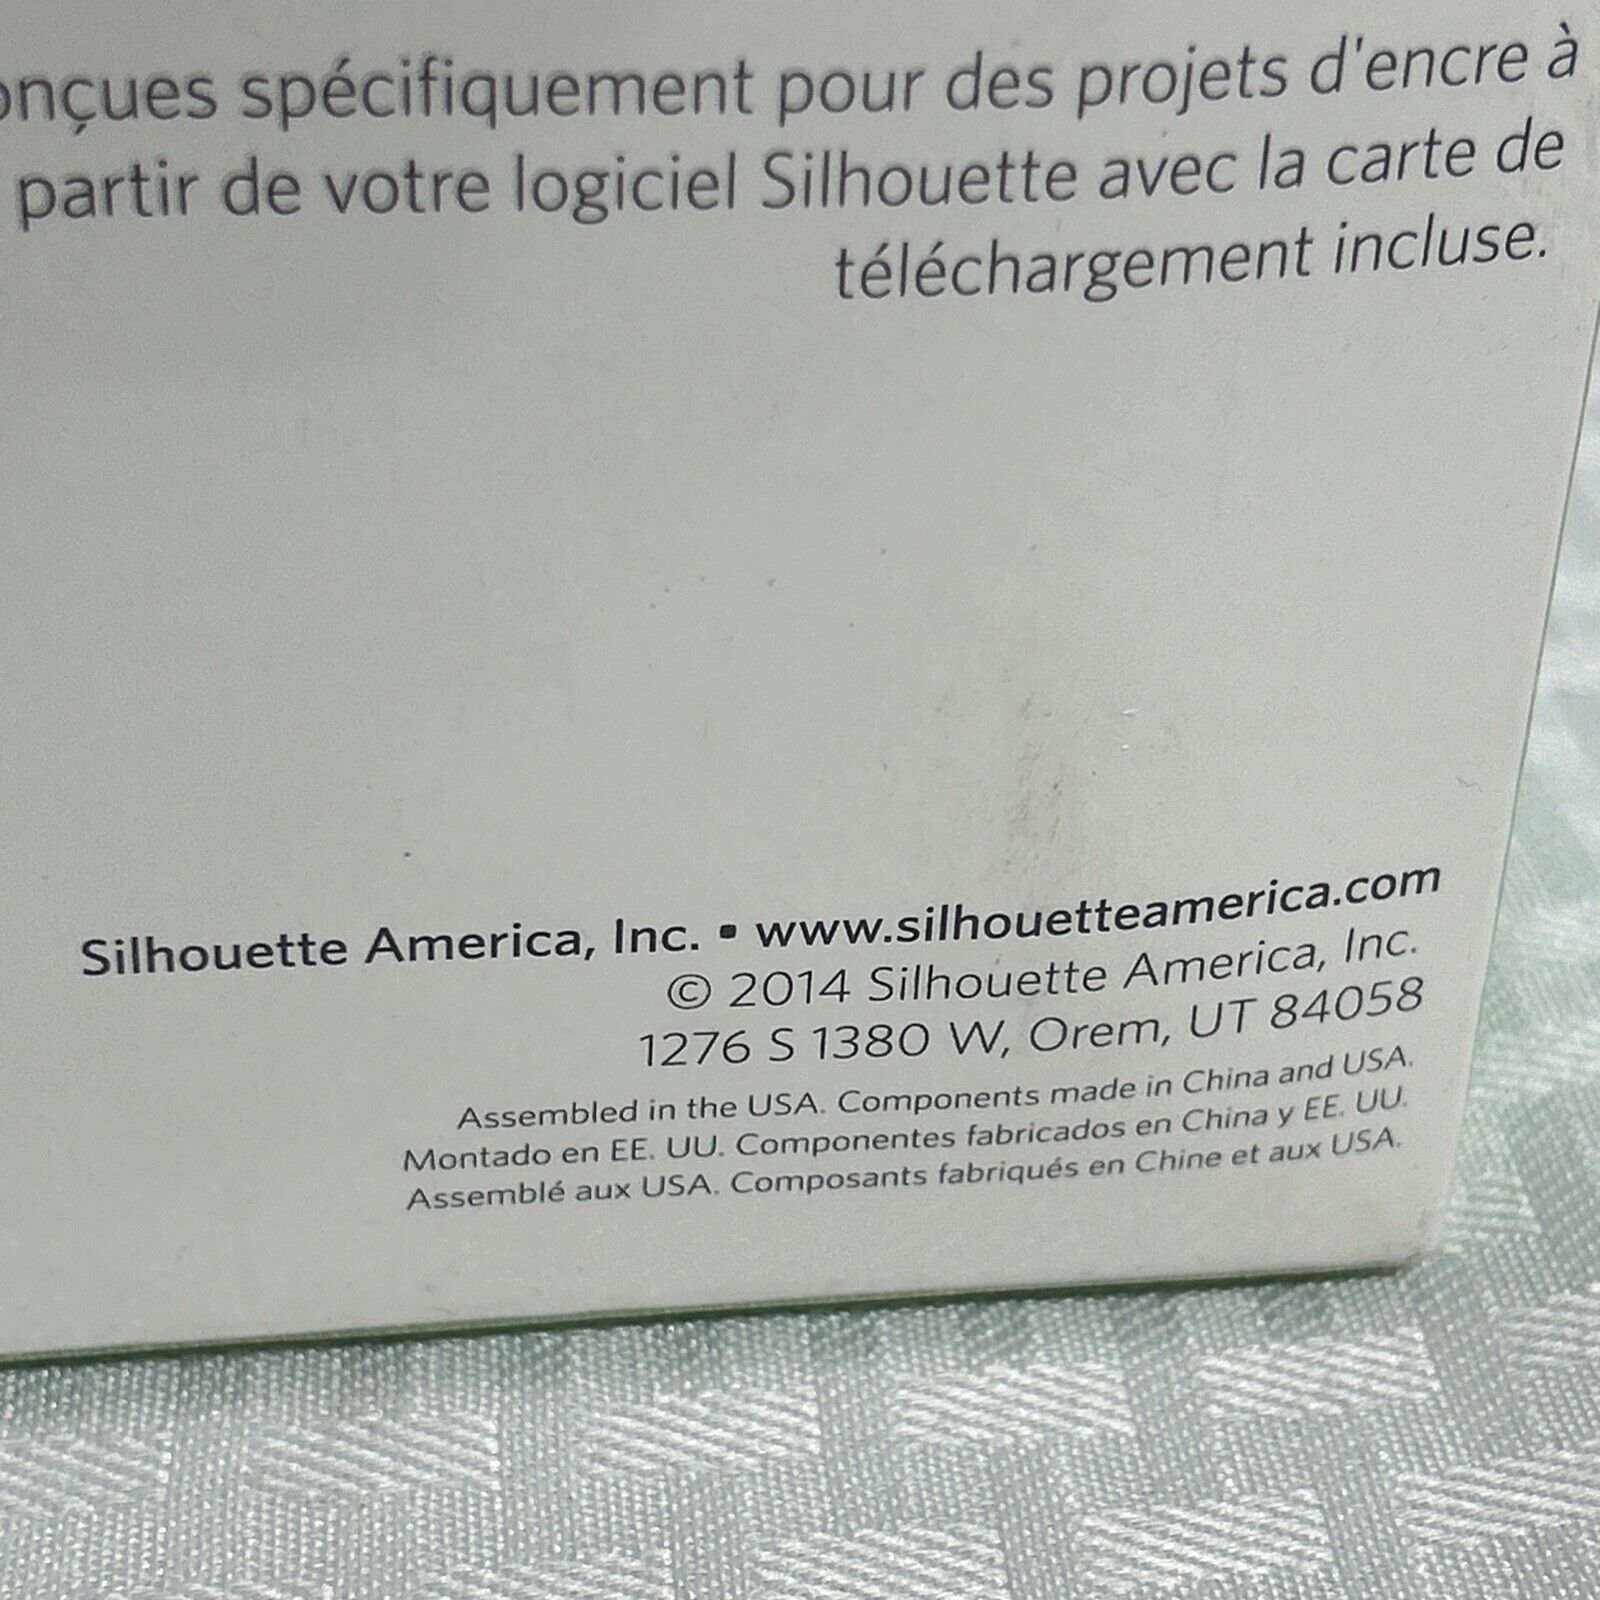 onçues spécifiquement pour des projets d'encre à
partir de votre logiciel Silhouette avec la carte de
téléchargement incluse.
Silhouette America, Inc. • www.silhouetteamerica.com
© 2014 Silhouette America, Inc.
1276 S 1380 W, Orem, UT 84058
Assembled in the USA. Components made in China and USA.
Montado en EE. UU. Componentes fabricados en China y EE. UU.
Assemblé aux USA. Composants fabriqués en Chine et aux USA.